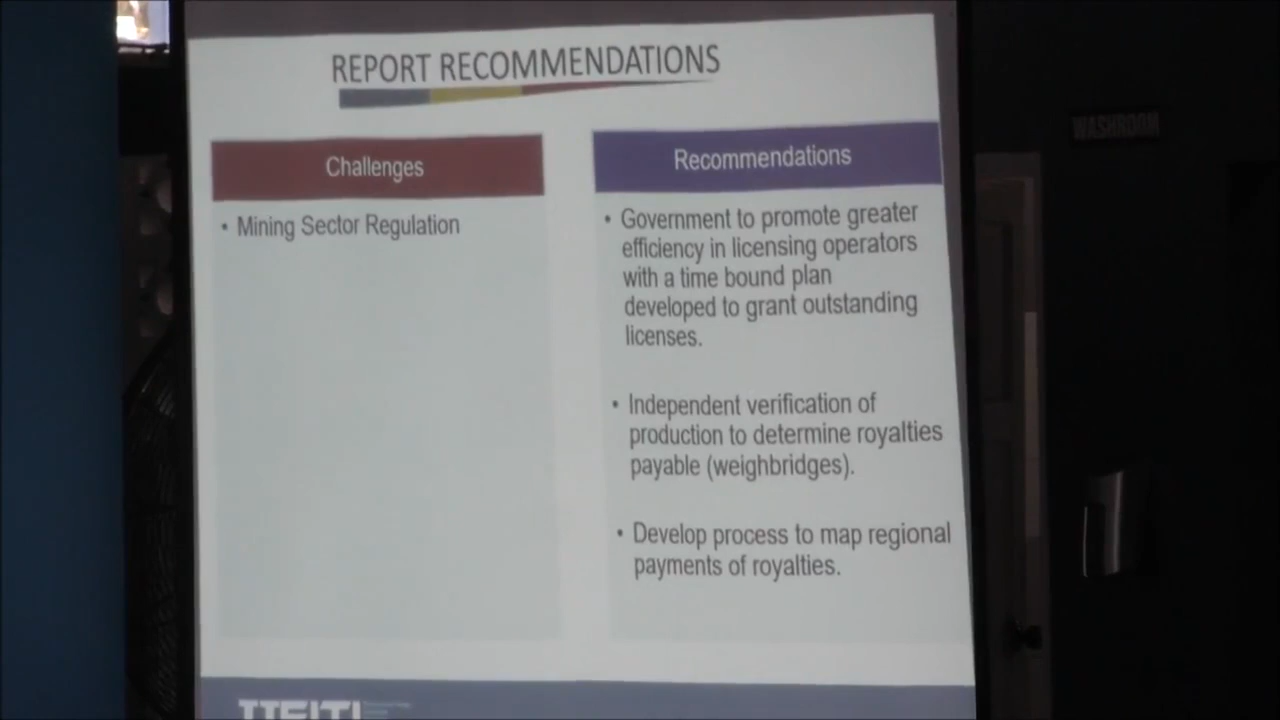 REPORT RECOMMENDATIONS
Challenges
• Mining Sector Regulation
Recommendations
• Government to promote greater
efficiency in licensing operators
with a time bound plan
developed to grant outstanding
licenses.
• Independent verification of
production to determine royalties
payable (weighbridges).
• Develop process to map regional
payments of royalties.
WASHROOM